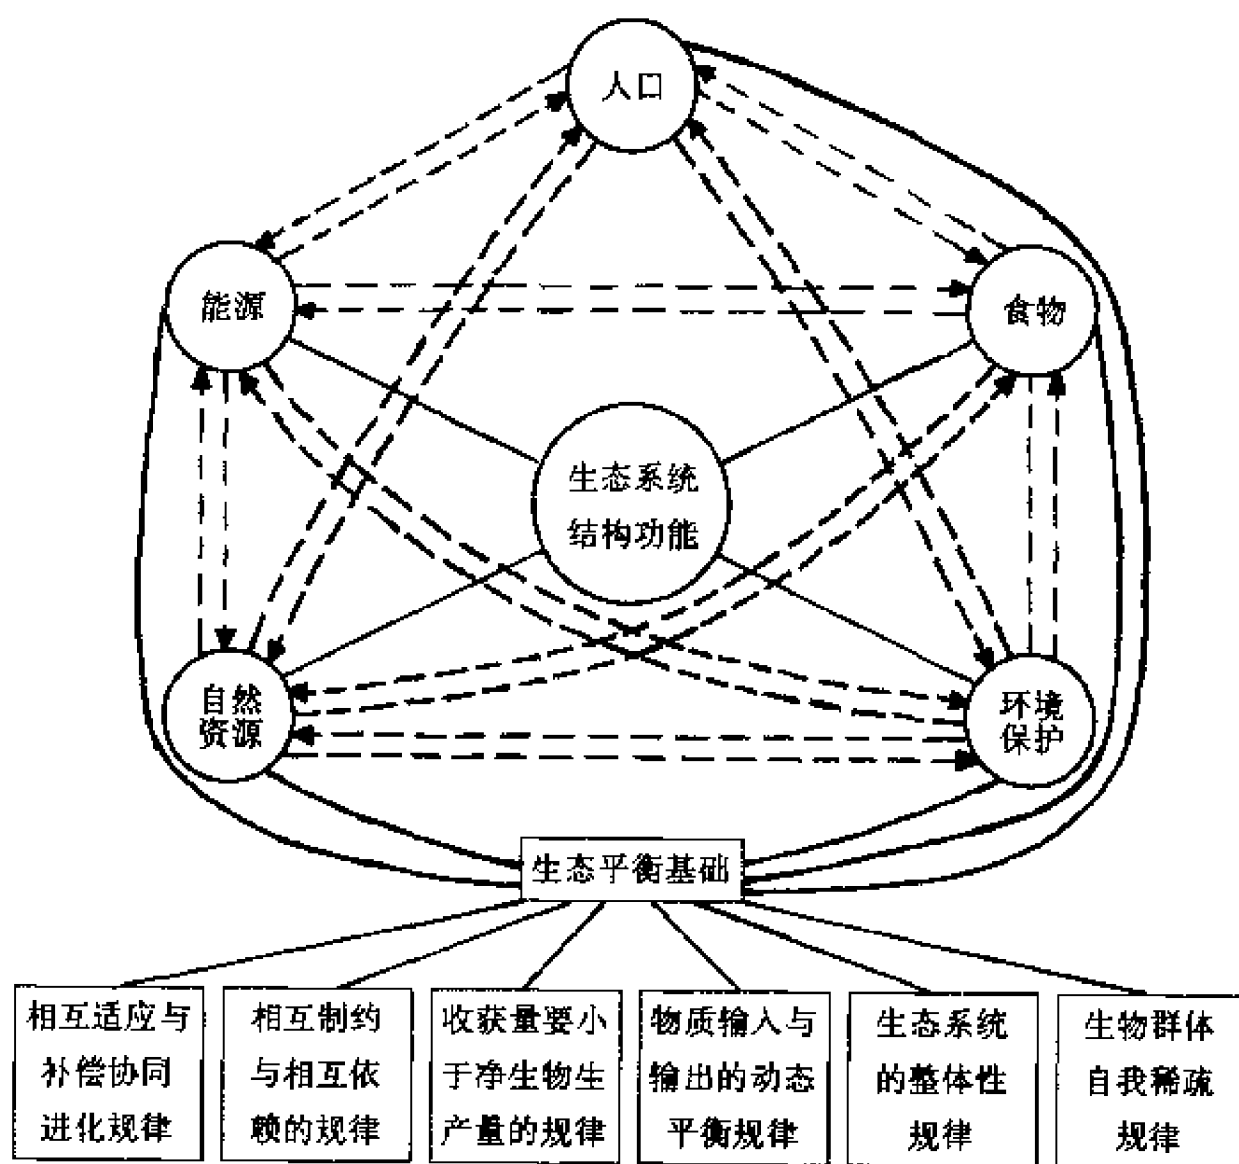 人口
能源
食物
生态系统
结构功能
自然
资源
环境
保护
生态平衡基础
相互适应与
补偿协同
进化规律
相互制约
与相互依
赖的规律
收获量要小
于净生物生
产量的规律
物质输入与
输出的动态
平衡规律
生态系统
的整体性
规律
生物群体
自我稀疏
规律